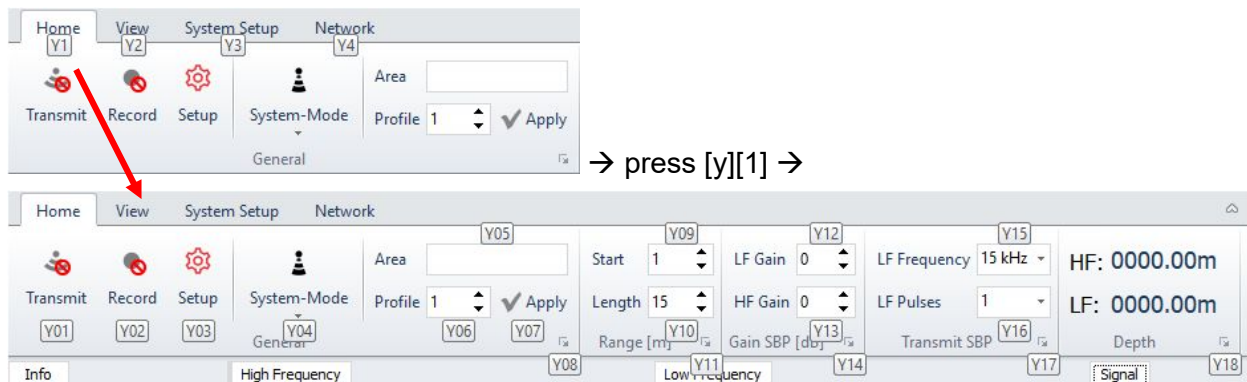 Home View System Setup Network
Y1 Y2 Y3 Y4
Area
Transmit Record Setup System-Mode Profile 1 Apply
General
→ press [y][1] →
Home View System Setup Network
Y05 Y09 Y12 Y15
Area Start 1 LF Gain 0 LF Frequency 15 kHz HF: 0000.00m
Transmit Record Setup System-Mode Profile 1 Apply Length 15 HF Gain 0 LF Pulses 1 LF: 0000.00m
Y01 Y02 Y03 Y04 Y06 Y07 Y10 Y13 Y16
General Range [m] Gain SBP [db] Transmit SBP Depth
Y08 Y11 Y14 Y17 Y18
Info High Frequency Low Frequency Signal